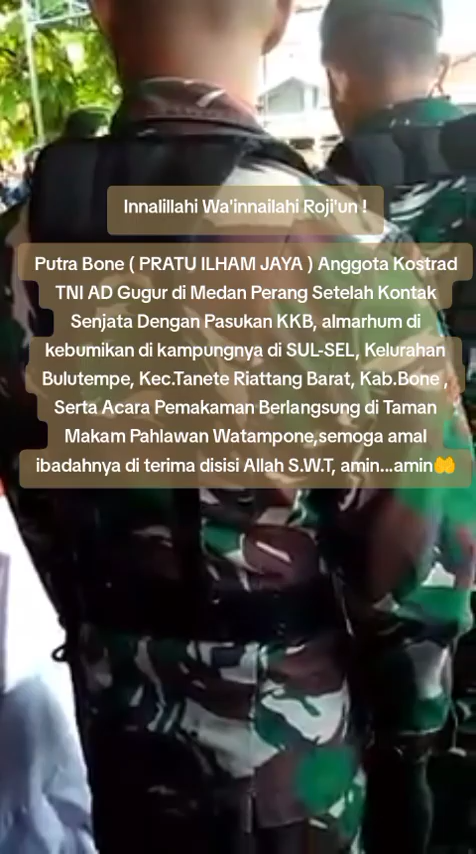 Innalillahi Wa'innailahi Roji'un !
Putra Bone ( PRATU ILHAM JAYA ) Anggota Kostrad
TNI AD Gugur di Medan Perang Setelah Kontak
Senjata Dengan Pasukan KKB, almarhum di
kebumikan di kampungnya di SUL-SEL, Kelurahan
Bulutempe, Kec.Tanete Riattang Barat, Kab.Bone ,
Serta Acara Pemakaman Berlangsung di Taman
Makam Pahlawan Watampone,semoga amal
ibadahnya di terima disisi Allah S.W.T, amin...amin🤲